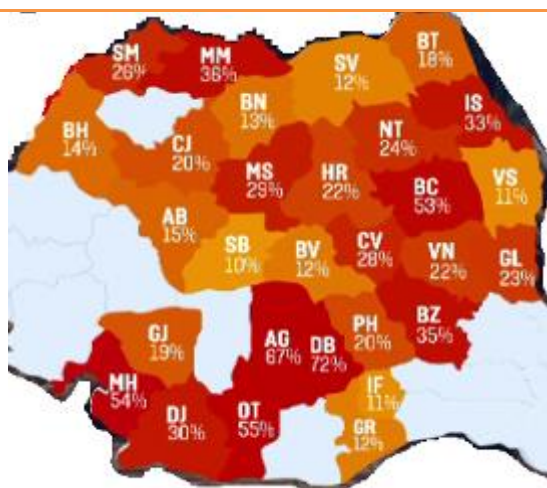 SM
26%
MM
36%
SV
12%
BT
18%
BN
13%
IS
33%
BH
14%
CJ
20%
NT
24%
MS
29%
HR
22%
BC
53%
VS
11%
AB
15%
SB
10%
BV
12%
CV
28%
VN
22%
GL
23%
GJ
19%
AG
67%
DB
72%
PH
20%
BZ
35%
MH
54%
DJ
30%
OT
55%
IF
11%
GR
12%